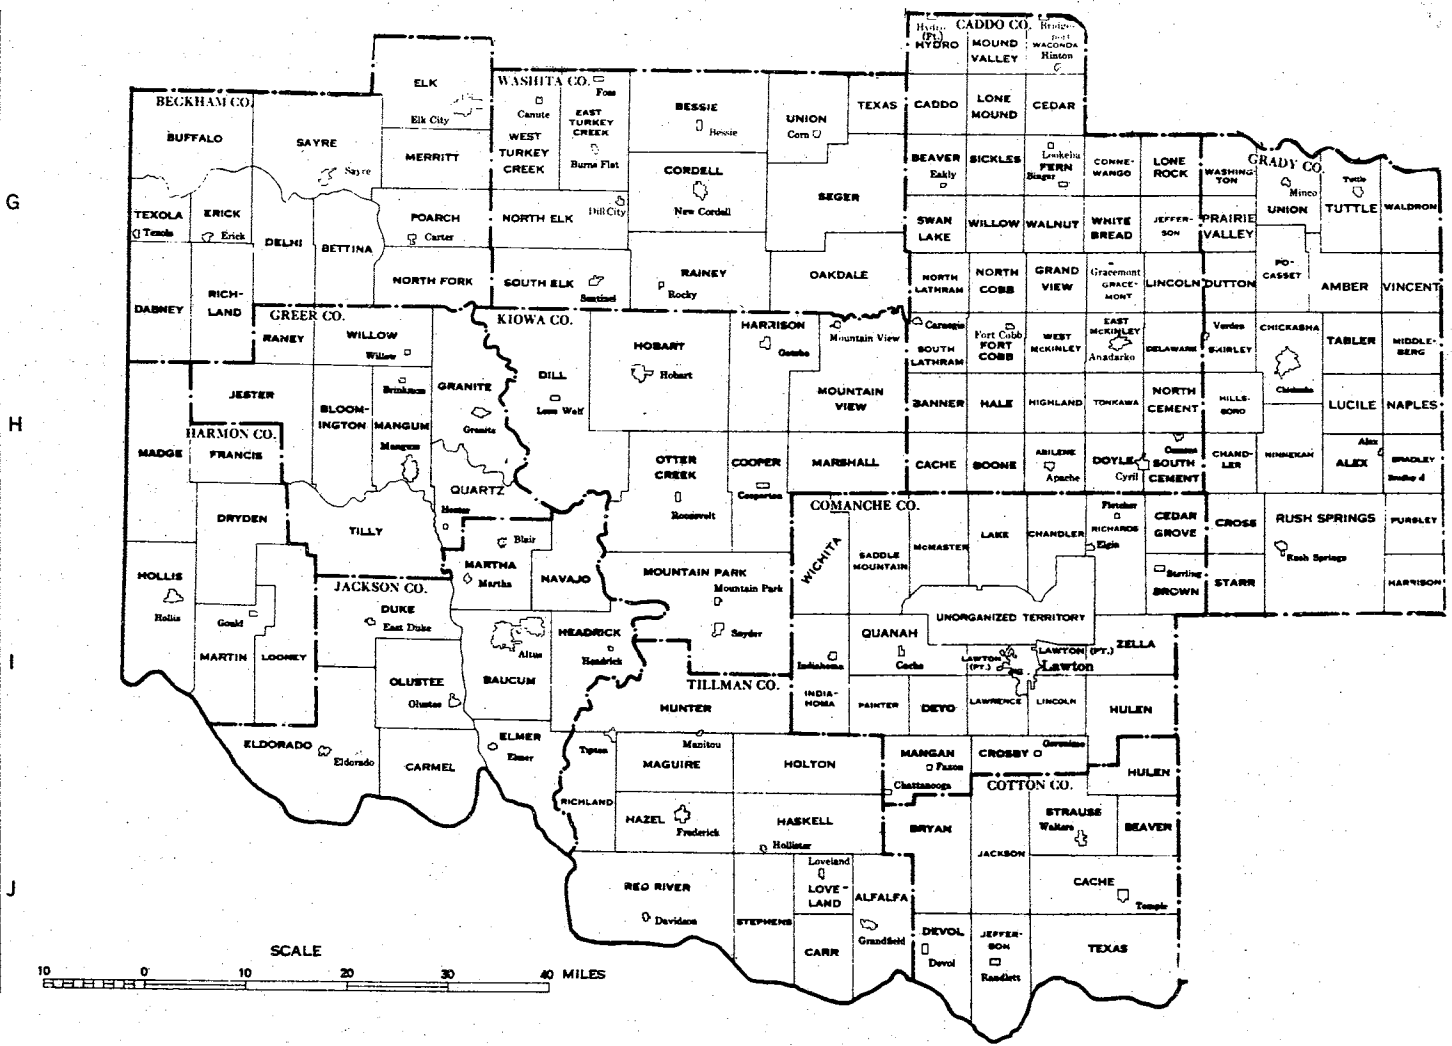 CADDO CO.
Hydro
(Pt.)
HYDRO
MOUND
VALLEY
Bridge-
port
WACONDA
Hinton
ELK
Elk City
WASHITA CO.
Foss
Canute
WEST
TURKEY
CREEK
EAST
TURKEY
CREEK
Burns Flat
BESSIE
Bessie
UNION
Corn
TEXAS
CADDO
LONE
MOUND
CEDAR
BECKHAM CO.
BUFFALO
SAYRE
Sayre
MERRITT
CORDELL
New Cordell
SEGER
BEAVER
Eakly
SICKLES
Lookeba
FERN
Binger
CONNE-
WANGO
LONE
ROCK
GRADY CO.
WASHING
TON
Minco
UNION
Tuttle
TUTTLE
WALDRON
G
TEXOLA
Texola
ERICK
Erick
DELHI
BETTINA
POARCH
Carter
NORTH ELK
Dill City
SWAN
LAKE
WILLOW
WALNUT
WHITE
BREAD
JEFFER-
SON
PRAIRIE
VALLEY
NORTH FORK
SOUTH ELK
Sentinel
RAINEY
Rocky
OAKDALE
NORTH
LATHRAM
NORTH
COBB
GRAND
VIEW
Gracemont
GRACE-
MONT
LINCOLN
DUTTON
PO-
CASSET
AMBER
VINCENT
DABNEY
RICH-
LAND
GREER CO.
RANEY
WILLOW
Willow
KIOWA CO.
HOBART
Hobart
HARRISON
Gotebo
Mountain View
Carnegie
SOUTH
LATHRAM
Fort Cobb
FORT
COBB
WEST
McKINLEY
EAST
McKINLEY
Anadarko
DELAWARE
Verden
SHIRLEY
CHICKASHA
Chickasha
TABLER
MIDDLE-
BERG
H
JESTER
BLOOM-
INGTON
Brinkman
MANGUM
Mangum
GRANITE
Granite
DILL
Lone Wolf
MOUNTAIN
VIEW
BANNER
HALE
HIGHLAND
TONKAWA
NORTH
CEMENT
HILLS-
BORO
LUCILE
NAPLES
MADGE
HARMON CO.
FRANCIS
QUARTZ
Hester
OTTER
CREEK
Roosevelt
COOPER
Cooperton
MARSHALL
CACHE
BOONE
ABILENE
Apache
DOYLE
Cyril
Cement
SOUTH
CEMENT
CHAND-
LER
NINNEKAH
Alex
ALEX
BRADLEY
Bradley
DRYDEN
TILLY
COMANCHE CO.
WICHITA
SADDLE
MOUNTAIN
McMASTER
LAKE
CHANDLER
Fletcher
RICHARDS
Elgin
CEDAR
GROVE
CROSS
RUSH SPRINGS
Rush Springs
PURSLEY
HOLLIS
Hollis
Gould
MARTIN
LOONEY
JACKSON CO.
DUKE
East Duke
Blair
MARTHA
Martha
NAVAJO
MOUNTAIN PARK
Mountain Park
Snyder
UNORGANIZED TERRITORY
Sterling
BROWN
STARR
HARRISON
I
OLUSTEE
Olustee
Altus
BAUCUM
HEADRICK
Headrick
Indiahoma
INDIA-
HOMA
QUANAH
Cache
LAWTON
(PT.)
LAWTON (PT.)
Lawton
ZELLA
TILLMAN CO.
HUNTER
PAINTER
DEYO
LAWRENCE
LINCOLN
HULEN
ELDORADO
Eldorado
CARMEL
ELMER
Elmer
Tipton
Manitou
MAGUIRE
HOLTON
MANGAN
Faxon
CROSBY
Geronimo
Chattanooga
COTTON CO.
HULEN
RICHLAND
HAZEL
Frederick
HASKELL
Hollister
BRYAN
JACKSON
STRAUSE
Walters
BEAVER
J
RED RIVER
Davidson
STEPHENS
Loveland
LOVE-
LAND
ALFALFA
Grandfield
CARR
CACHE
Temple
DEVOL
Devol
JEFFER-
SON
Randlett
TEXAS
SCALE
10 0 10 20 30 40 MILES